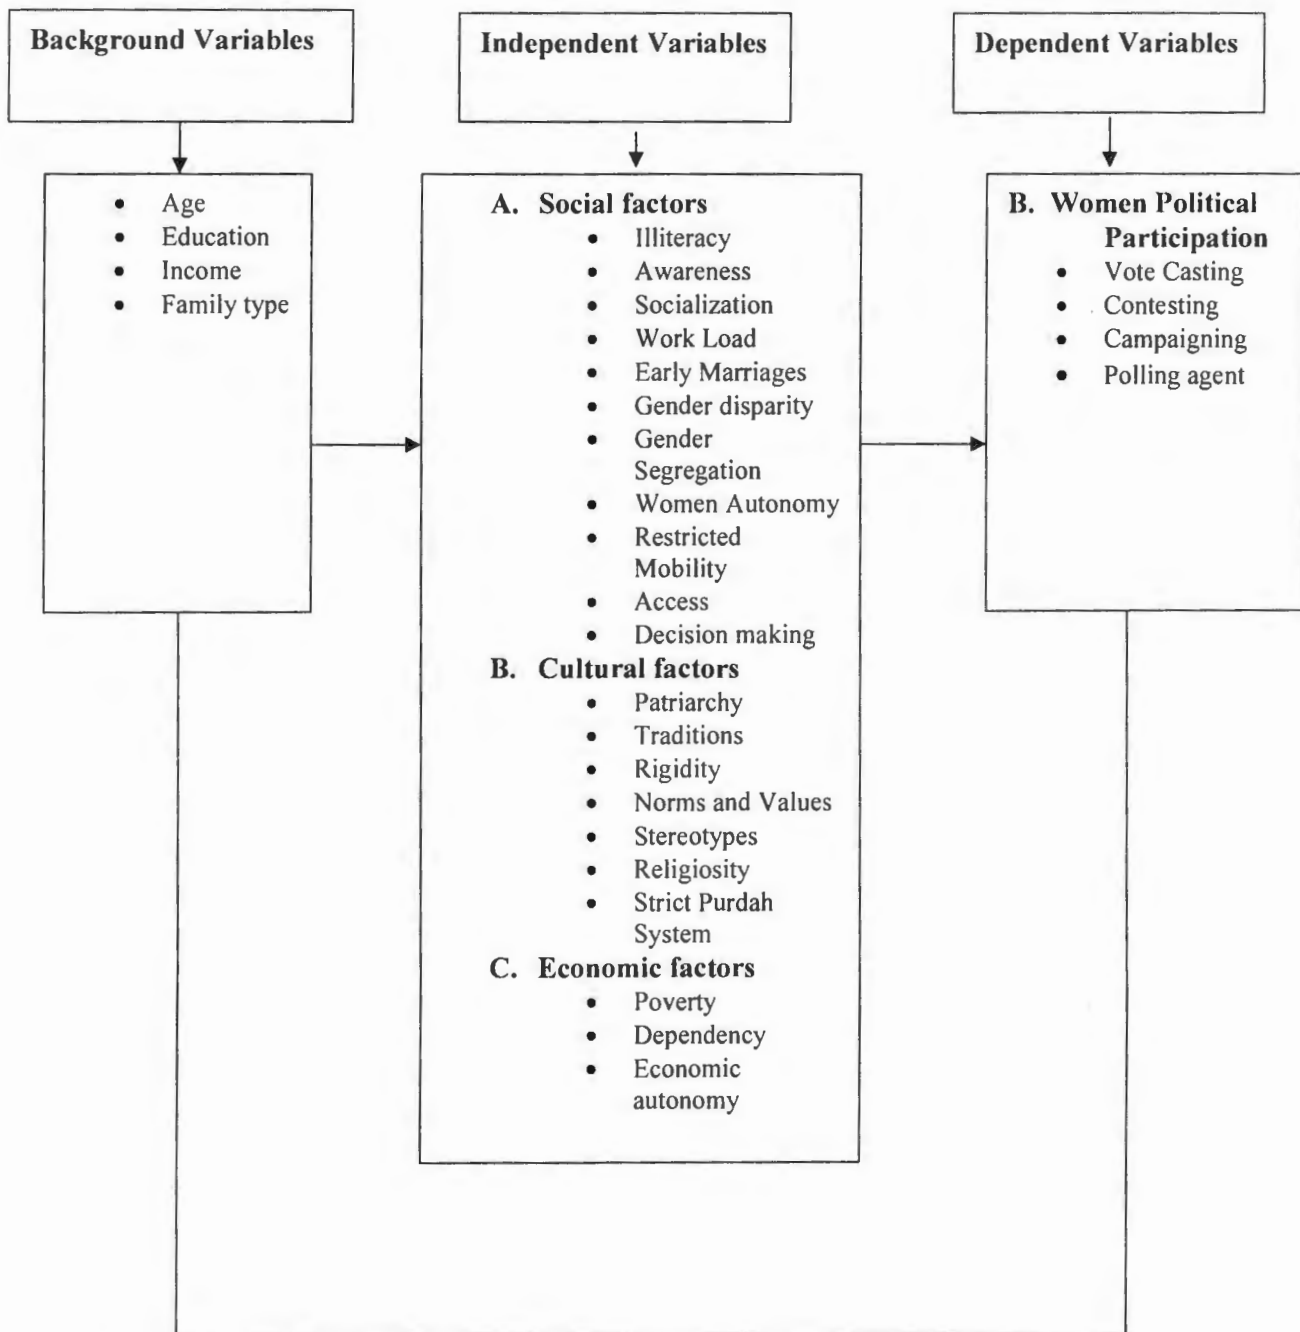 Background Variables
Independent Variables
Dependent Variables
• Age
• Education
• Income
• Family type
A. Social factors
• Illiteracy
• Awareness
• Socialization
• Work Load
• Early Marriages
• Gender disparity
• Gender
Segregation
• Women Autonomy
• Restricted
Mobility
• Access
• Decision making
B. Cultural factors
• Patriarchy
• Traditions
• Rigidity
• Norms and Values
• Stereotypes
• Religiosity
• Strict Purdah
System
C. Economic factors
• Poverty
• Dependency
• Economic
autonomy
B. Women Political
Participation
• Vote Casting
• Contesting
• Campaigning
• Polling agent